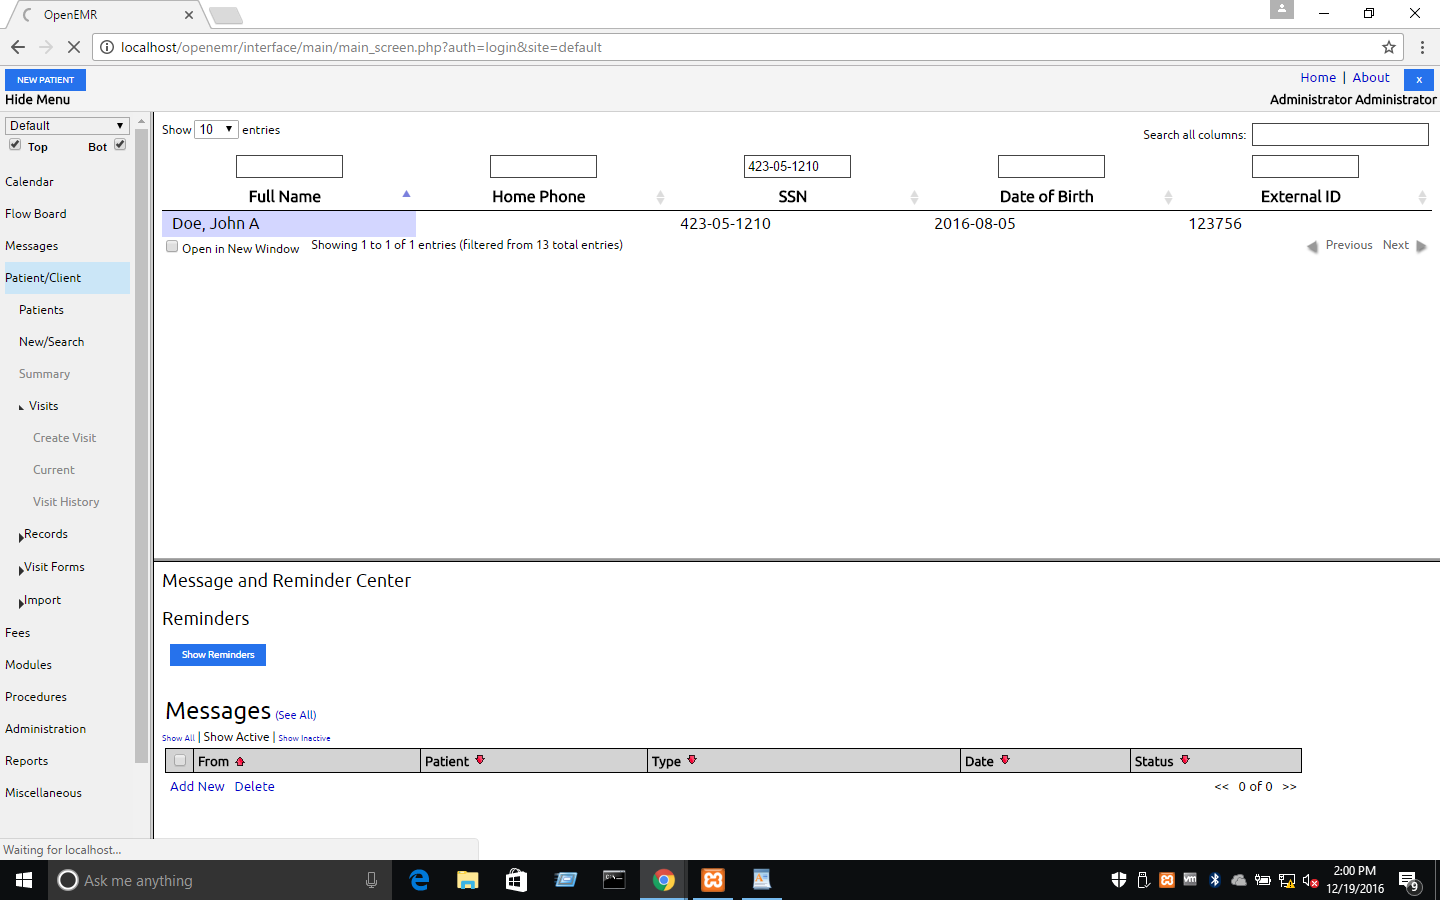 OpenEMR
localhost/openemr/interface/main/main_screen.php?auth=login&site=default
NEW PATIENT
Home | About
x
Hide Menu
Administrator Administrator
Default
Top Bot
Calendar
Flow Board
Messages
Patient/Client
Patients
New/Search
Summary
Visits
Create Visit
Current
Visit History
Records
Visit Forms
Import
Fees
Modules
Procedures
Administration
Reports
Miscellaneous
Show 10 entries
Search all columns:
423-05-1210
Full Name Home Phone SSN Date of Birth External ID
Doe, John A 423-05-1210 2016-08-05 123756
Open in New Window Showing 1 to 1 of 1 entries (filtered from 13 total entries) Previous Next
Message and Reminder Center
Reminders
Show Reminders
Messages (See All)
Show All | Show Active | Show Inactive
From Patient Type Date Status
Add New Delete << 0 of 0 >>
Waiting for localhost...
Ask me anything
vm
2:00 PM
12/19/2016
9